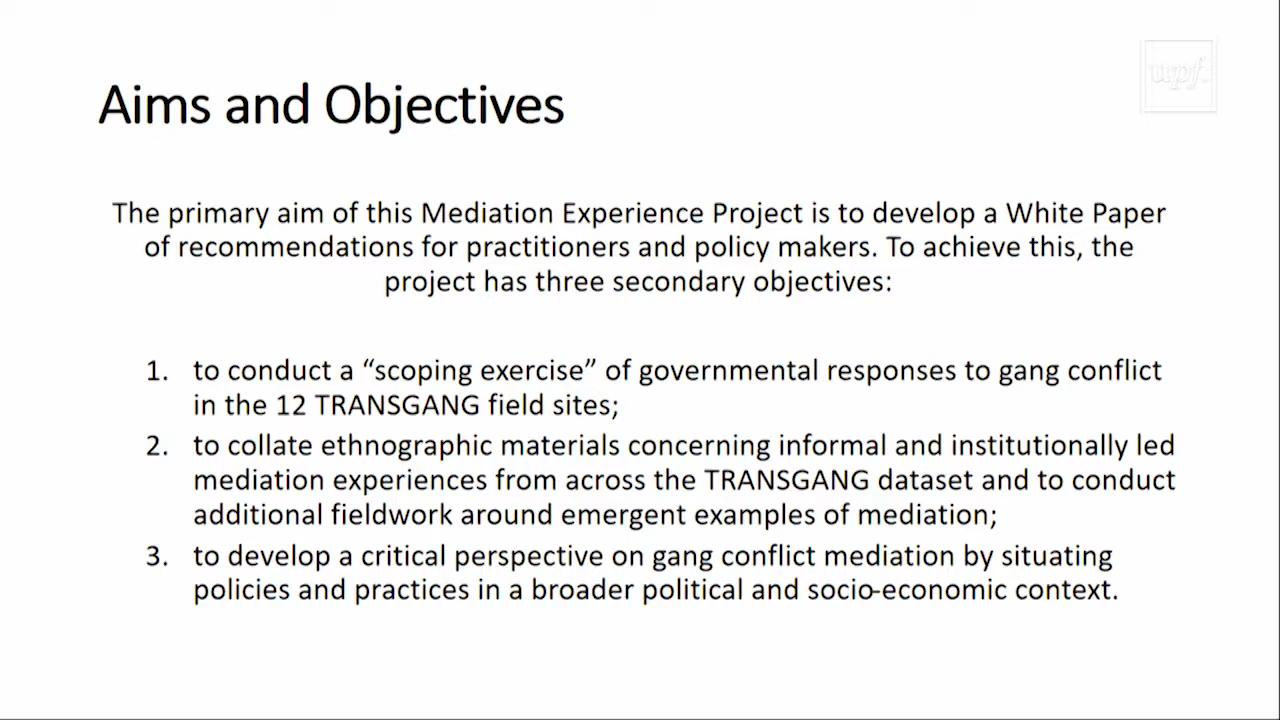 upf.
Aims and Objectives
The primary aim of this Mediation Experience Project is to develop a White Paper
of recommendations for practitioners and policy makers. To achieve this, the
project has three secondary objectives:
1. to conduct a “scoping exercise” of governmental responses to gang conflict
in the 12 TRANSGANG field sites;
2. to collate ethnographic materials concerning informal and institutionally led
mediation experiences from across the TRANSGANG dataset and to conduct
additional fieldwork around emergent examples of mediation;
3. to develop a critical perspective on gang conflict mediation by situating
policies and practices in a broader political and socio-economic context.